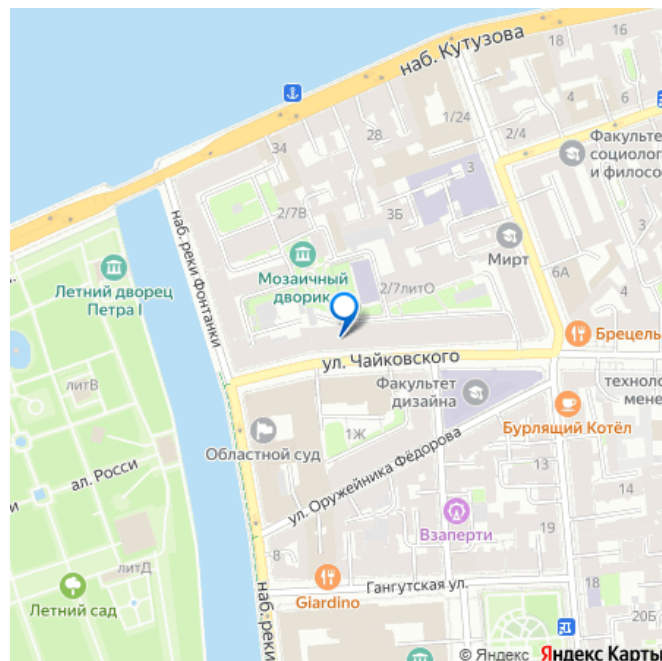 наб. Кутузова
18
16
4
6
1/24
28
2/4
Факультет
социолог
и филосо
34
3
наб. реки Фонтанки
2/7В
3Б
Мирт
Летний дворец
Петра I
Мозаичный
дворик
2/7литО
6А
4
Брецель
ул. Чайковского
литВ
Факультет
дизайна
техноло
мене
Бурлящий Котёл
1Ж
Областной суд
ал. Росси
ул. Оружейника Фёдорова
13
14
Взаперти
19
8
литД
Гангутская ул.
18
Летний сад
Giardino
наб. реки
20Б
© Яндекс Яндекс Карты